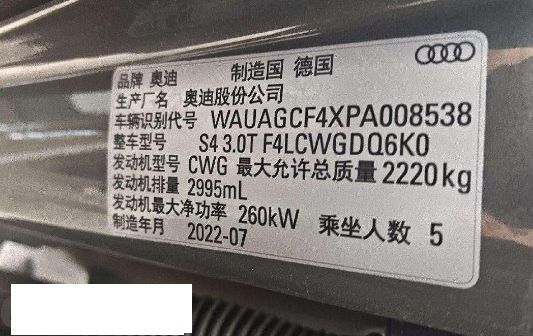 品牌 奥迪 制造国 德国
生产厂名 奥迪股份公司
车辆识别代号 WAUAGCF4XPA008538
整车型号 S4 3.0T F4LCWGDQ6K0
发动机型号 CWG 最大允许总质量 2220kg
发动机排量 2995mL
发动机最大净功率 260kW 乘坐人数 5
制造年月 2022-07